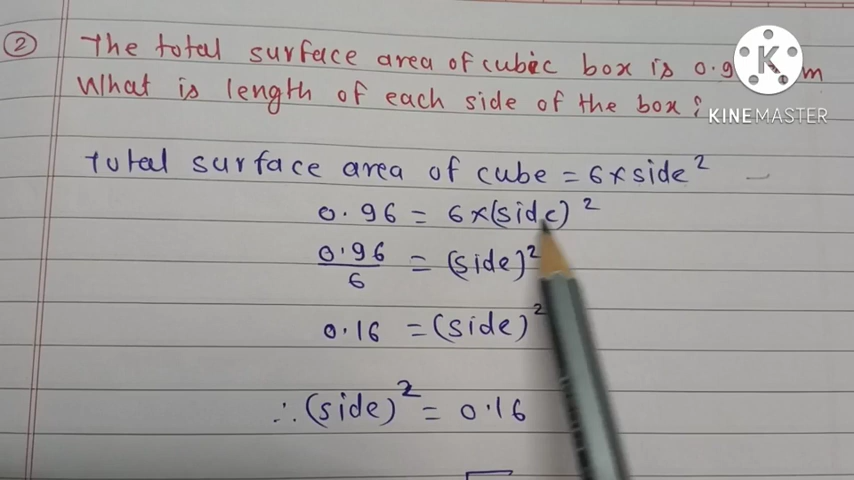 ② The total surface area of cubic box is 0.9 m
What is length of each side of the box?
K
KINEMASTER
Total surface area of cube = 6 x side²
0.96 = 6 x (side)²
0.96/6 = (side)²
0.16 = (side)²
∴ (side)² = 0.16